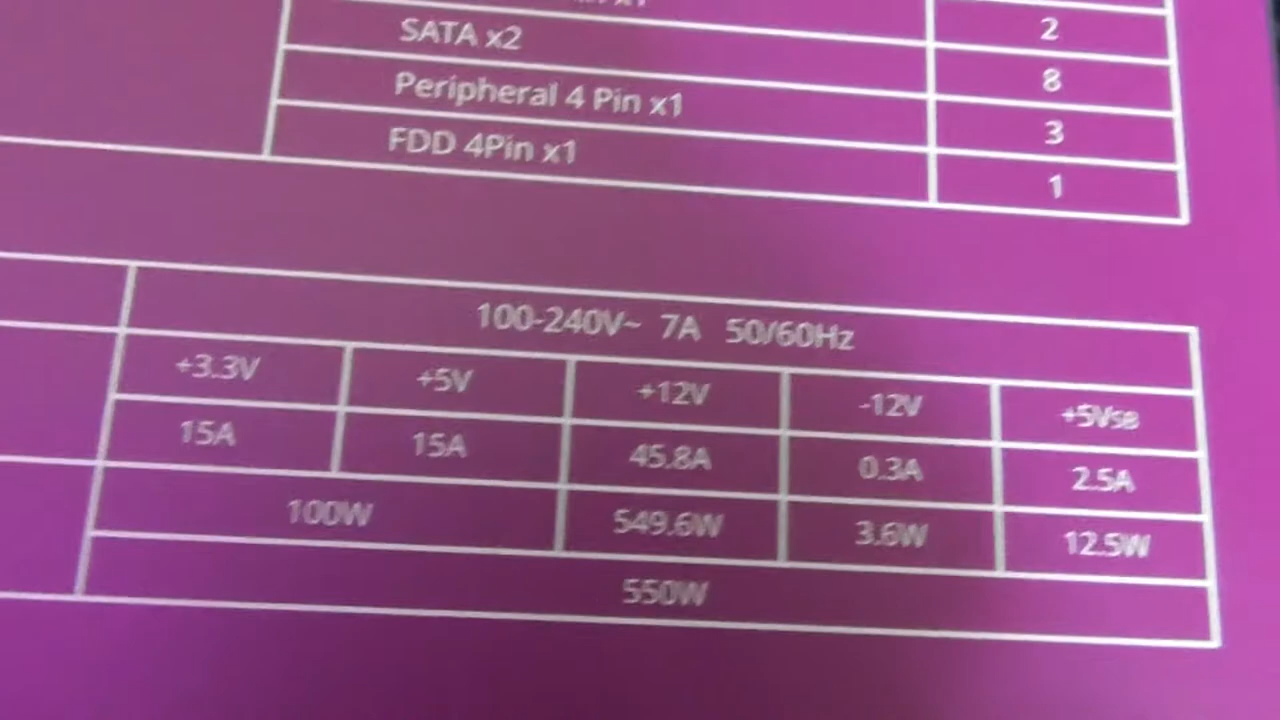 2
SATA x2 8
Peripheral 4 Pin x1 3
FDD 4Pin x1 1
100-240V~ 7A 50/60Hz
+3.3V +5V +12V -12V +5VSB
15A 15A 45.8A 0.3A 2.5A
100W 549.6W 3.6W 12.5W
550W